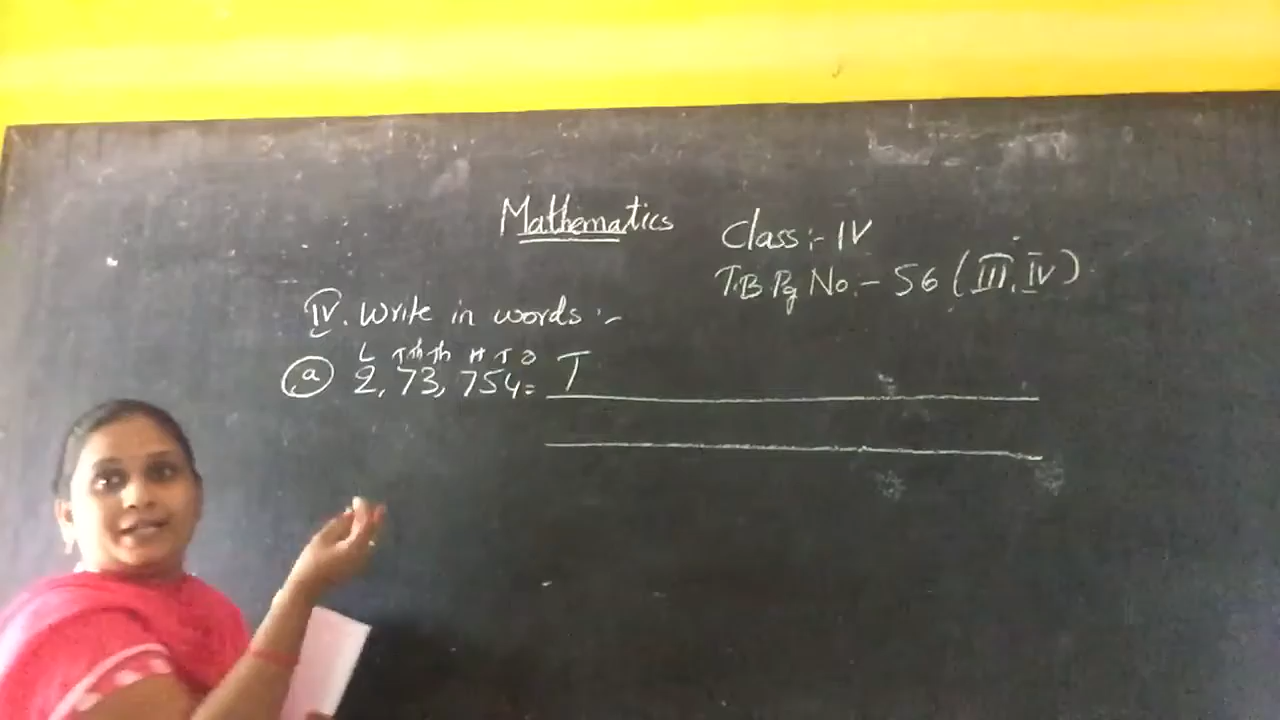 Mathematics
Class:- IV
T.B.Pg No.- 56 (III, IV)
IV. Write in words :-
L TTh Th H T O
(a) 2,73,754= T